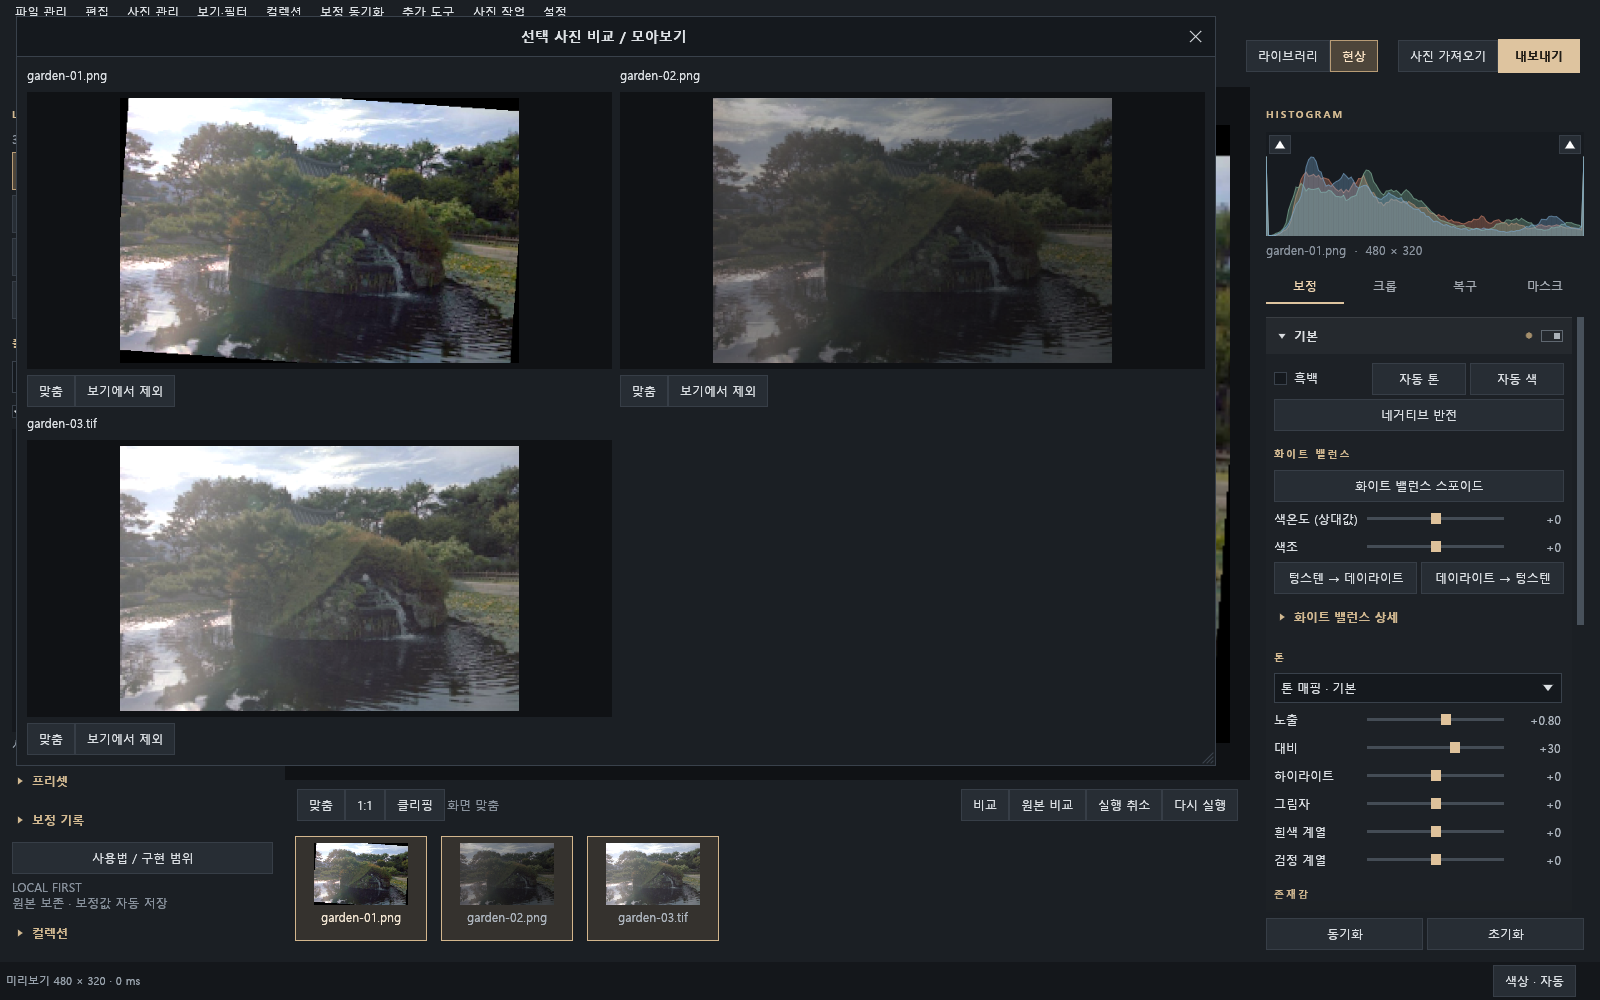 파일 관리 편집 사진 관리 보기·필터 컬렉션 보정 동기화 추가 도구 사진 작업 설정
선택 사진 비교 / 모아보기
라이브러리 현상 사진 가져오기 내보내기
garden-01.png garden-02.png
맞춤 보기에서 제외 맞춤 보기에서 제외
garden-03.tif
맞춤 보기에서 제외
HISTOGRAM
garden-01.png · 480 × 320
보정 크롭 복구 마스크
기본
흑백 자동 톤 자동 색
네거티브 반전
화이트 밸런스
화이트 밸런스 스포이드
색온도 (상대값) +0
색조 +0
텅스텐 → 데이라이트 데이라이트 → 텅스텐
화이트 밸런스 상세
톤
톤 매핑 · 기본
노출 +0.80
대비 +30
하이라이트 +0
그림자 +0
흰색 계열 +0
검정 계열 +0
존재감
동기화 초기화
프리셋
보정 기록
사용법 / 구현 범위
LOCAL FIRST
원본 보존 · 보정값 자동 저장
컬렉션
맞춤 1:1 클리핑 화면 맞춤 비교 원본 비교 실행 취소 다시 실행
garden-01.png garden-02.png garden-03.tif
미리보기 480 × 320 · 0 ms
색상 · 자동